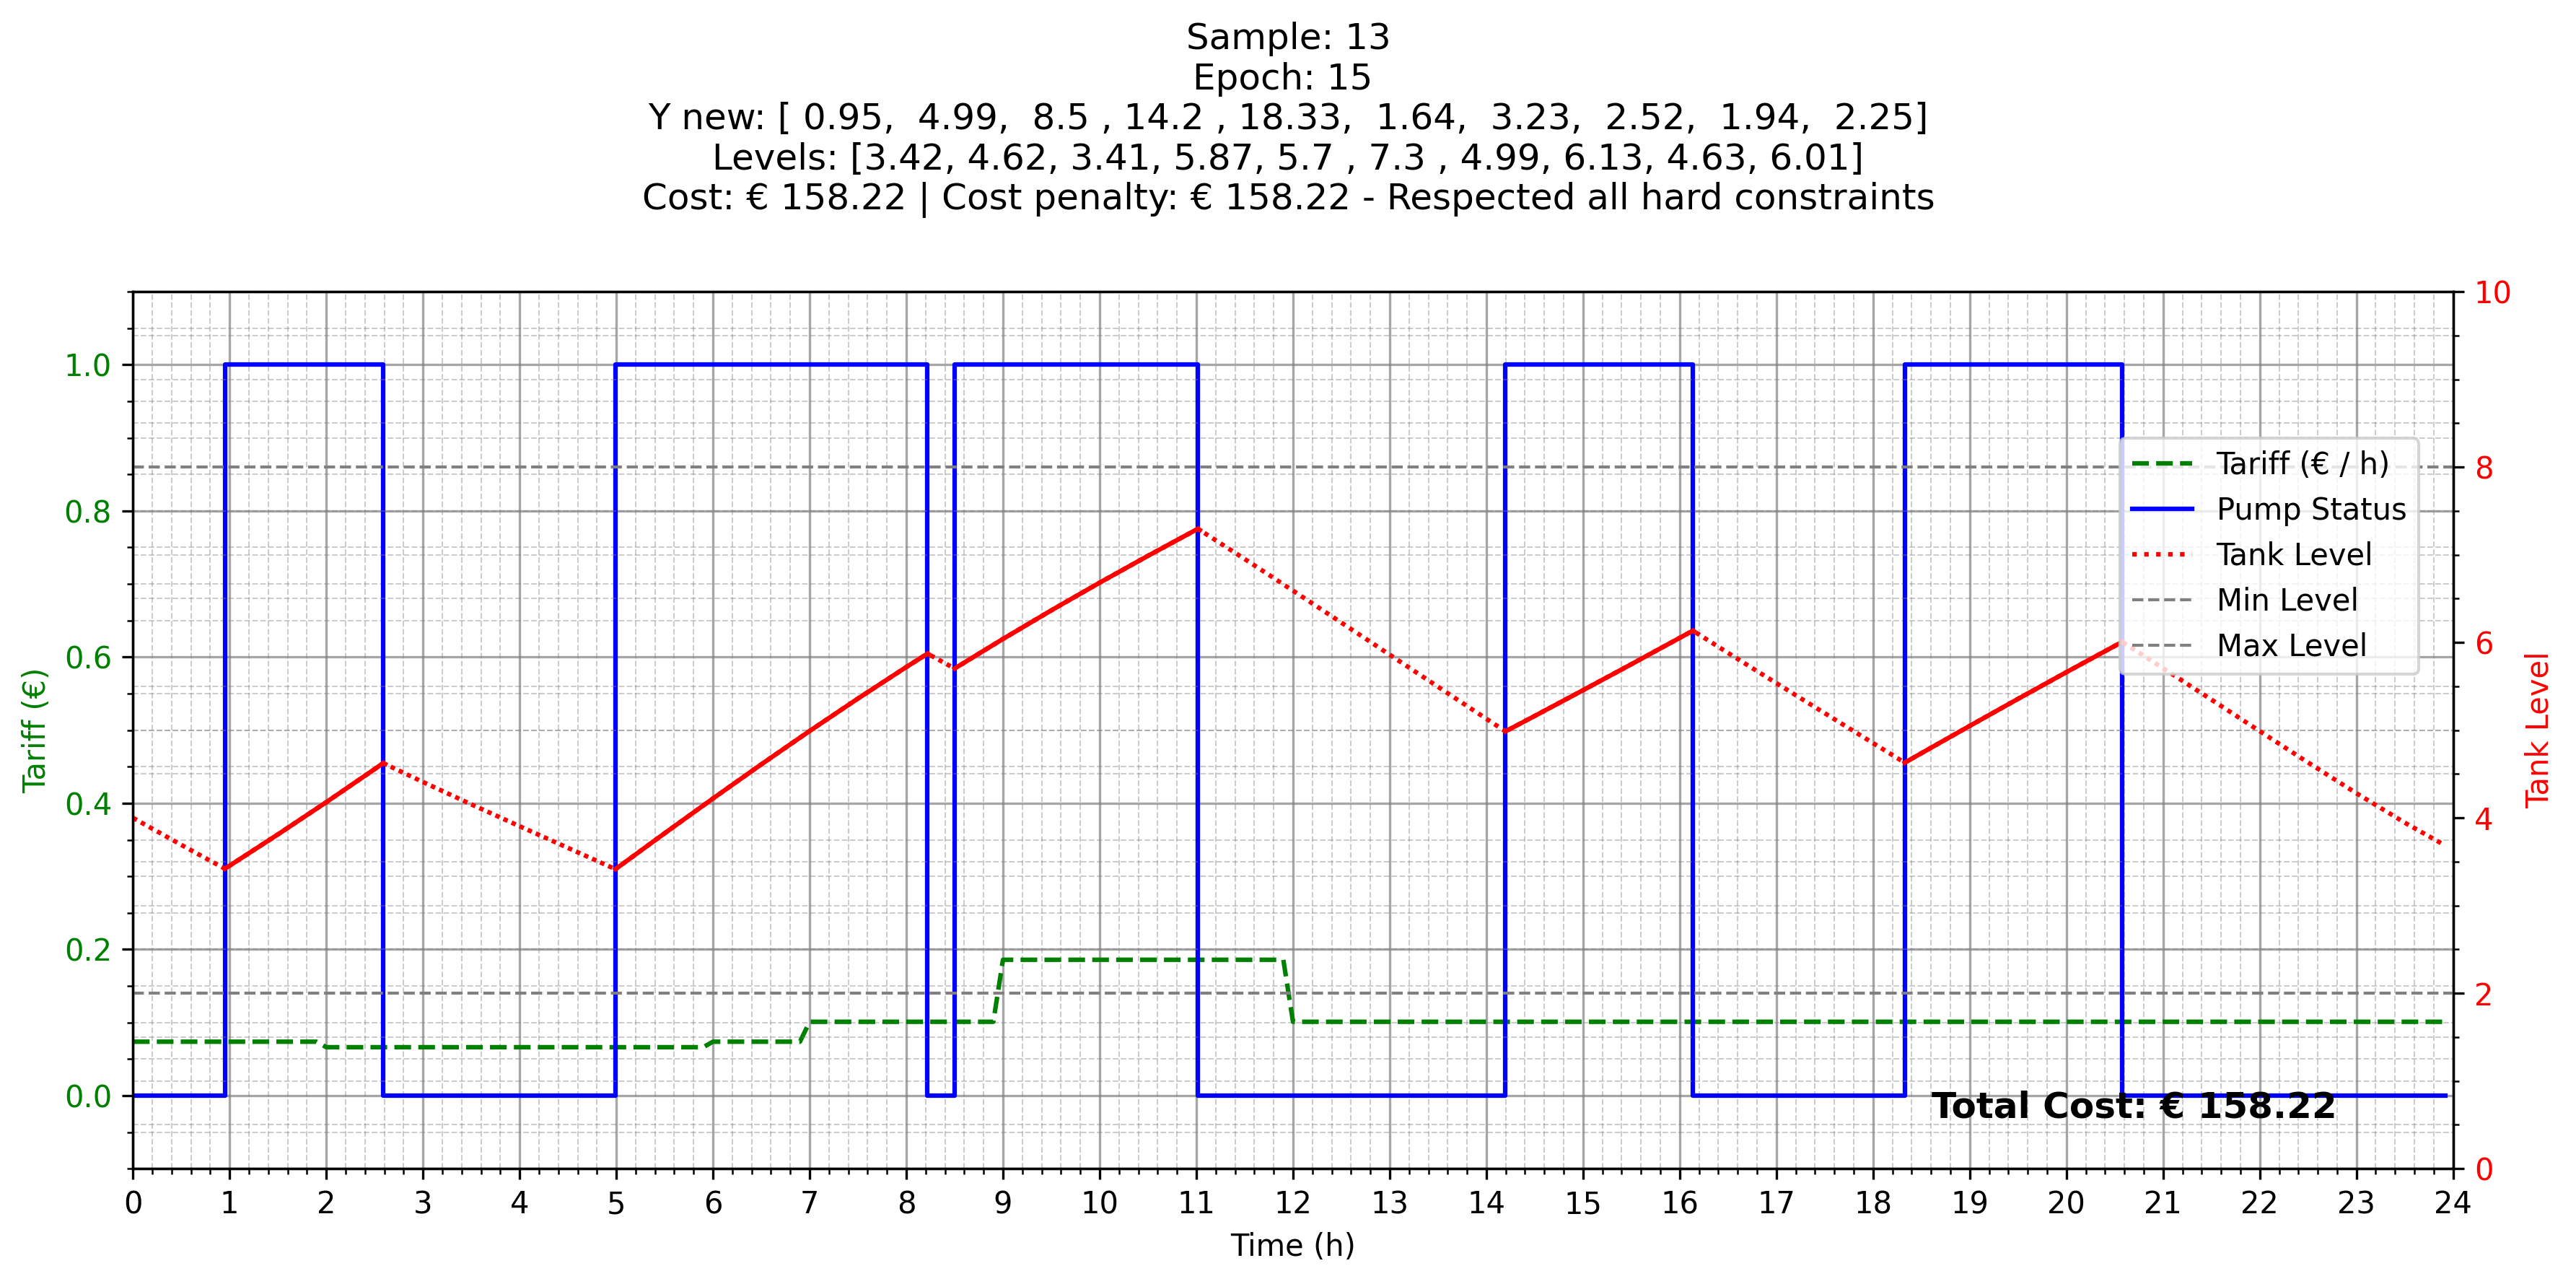 Sample: 13
Epoch: 15
Y new: [ 0.95,  4.99,  8.5 , 14.2 , 18.33,  1.64,  3.23,  2.52,  1.94,  2.25]
Levels: [3.42, 4.62, 3.41, 5.87, 5.7 , 7.3 , 4.99, 6.13, 4.63, 6.01]
Cost: € 158.22 | Cost penalty: € 158.22 - Respected all hard constraints
1.0
0.8
0.6
0.4
0.2
0.0
Tariff (€)
10
8
6
4
2
0
Tank Level
Tariff (€ / h)
Pump Status
Tank Level
Min Level
Max Level
Total Cost: € 158.22
0 1 2 3 4 5 6 7 8 9 10 11 12 13 14 15 16 17 18 19 20 21 22 23 24
Time (h)